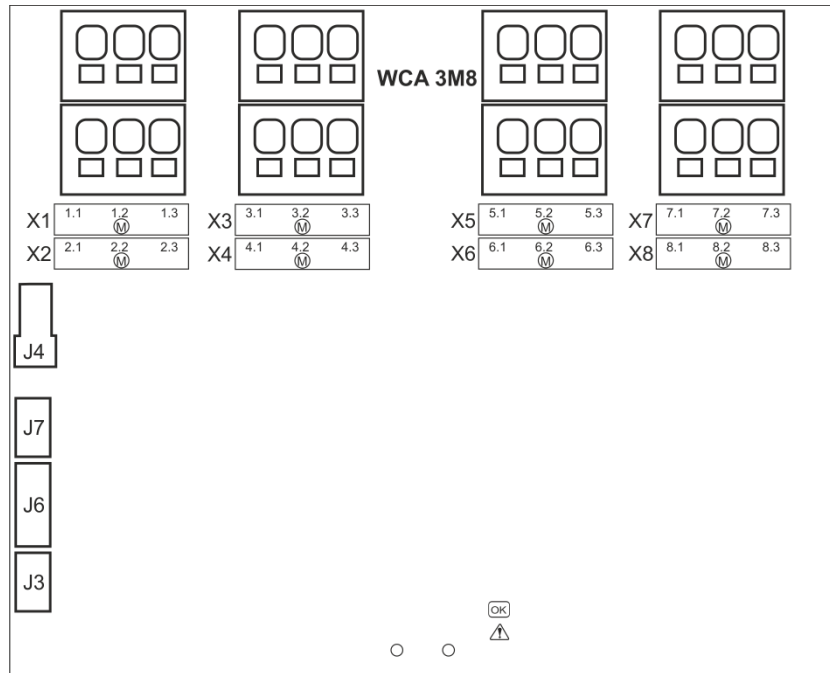 WCA 3M8
X1 1.1 1.2 1.3 X3 3.1 3.2 3.3 X5 5.1 5.2 5.3 X7 7.1 7.2 7.3
M M M M
X2 2.1 2.2 2.3 X4 4.1 4.2 4.3 X6 6.1 6.2 6.3 X8 8.1 8.2 8.3
M M M M
J4
J7
J6
J3
OK